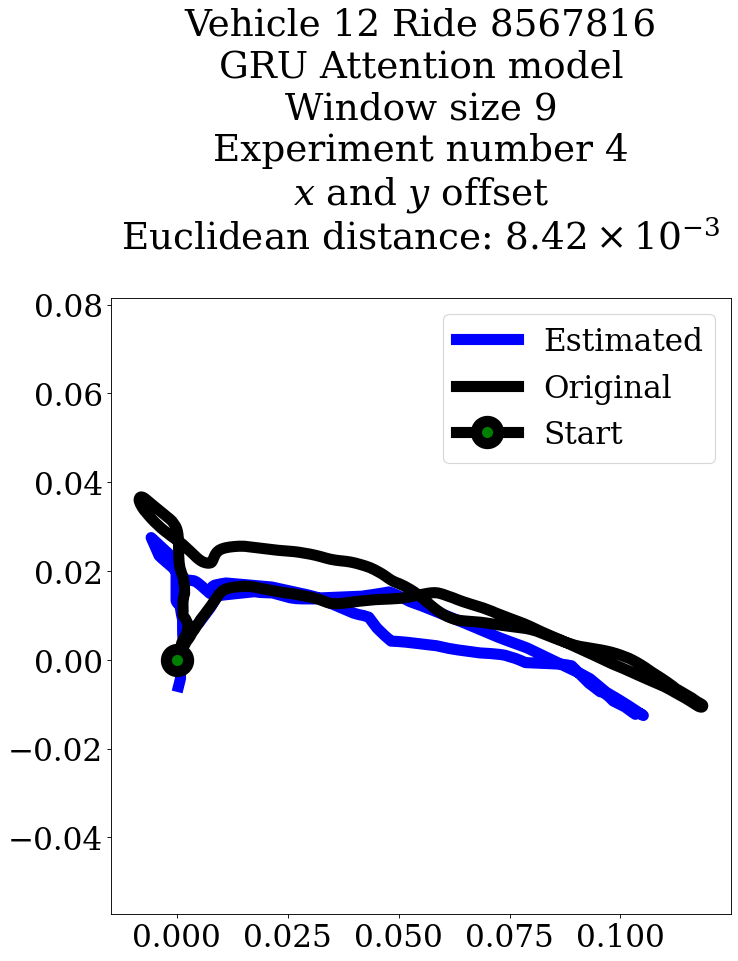 Vehicle 12 Ride 8567816
GRU Attention model
Window size 9
Experiment number 4
x and y offset
Euclidean distance: 8.42 × 10⁻³
0.08
0.06
0.04
0.02
0.00
−0.02
−0.04
Estimated
Original
Start
0.000 0.025 0.050 0.075 0.100